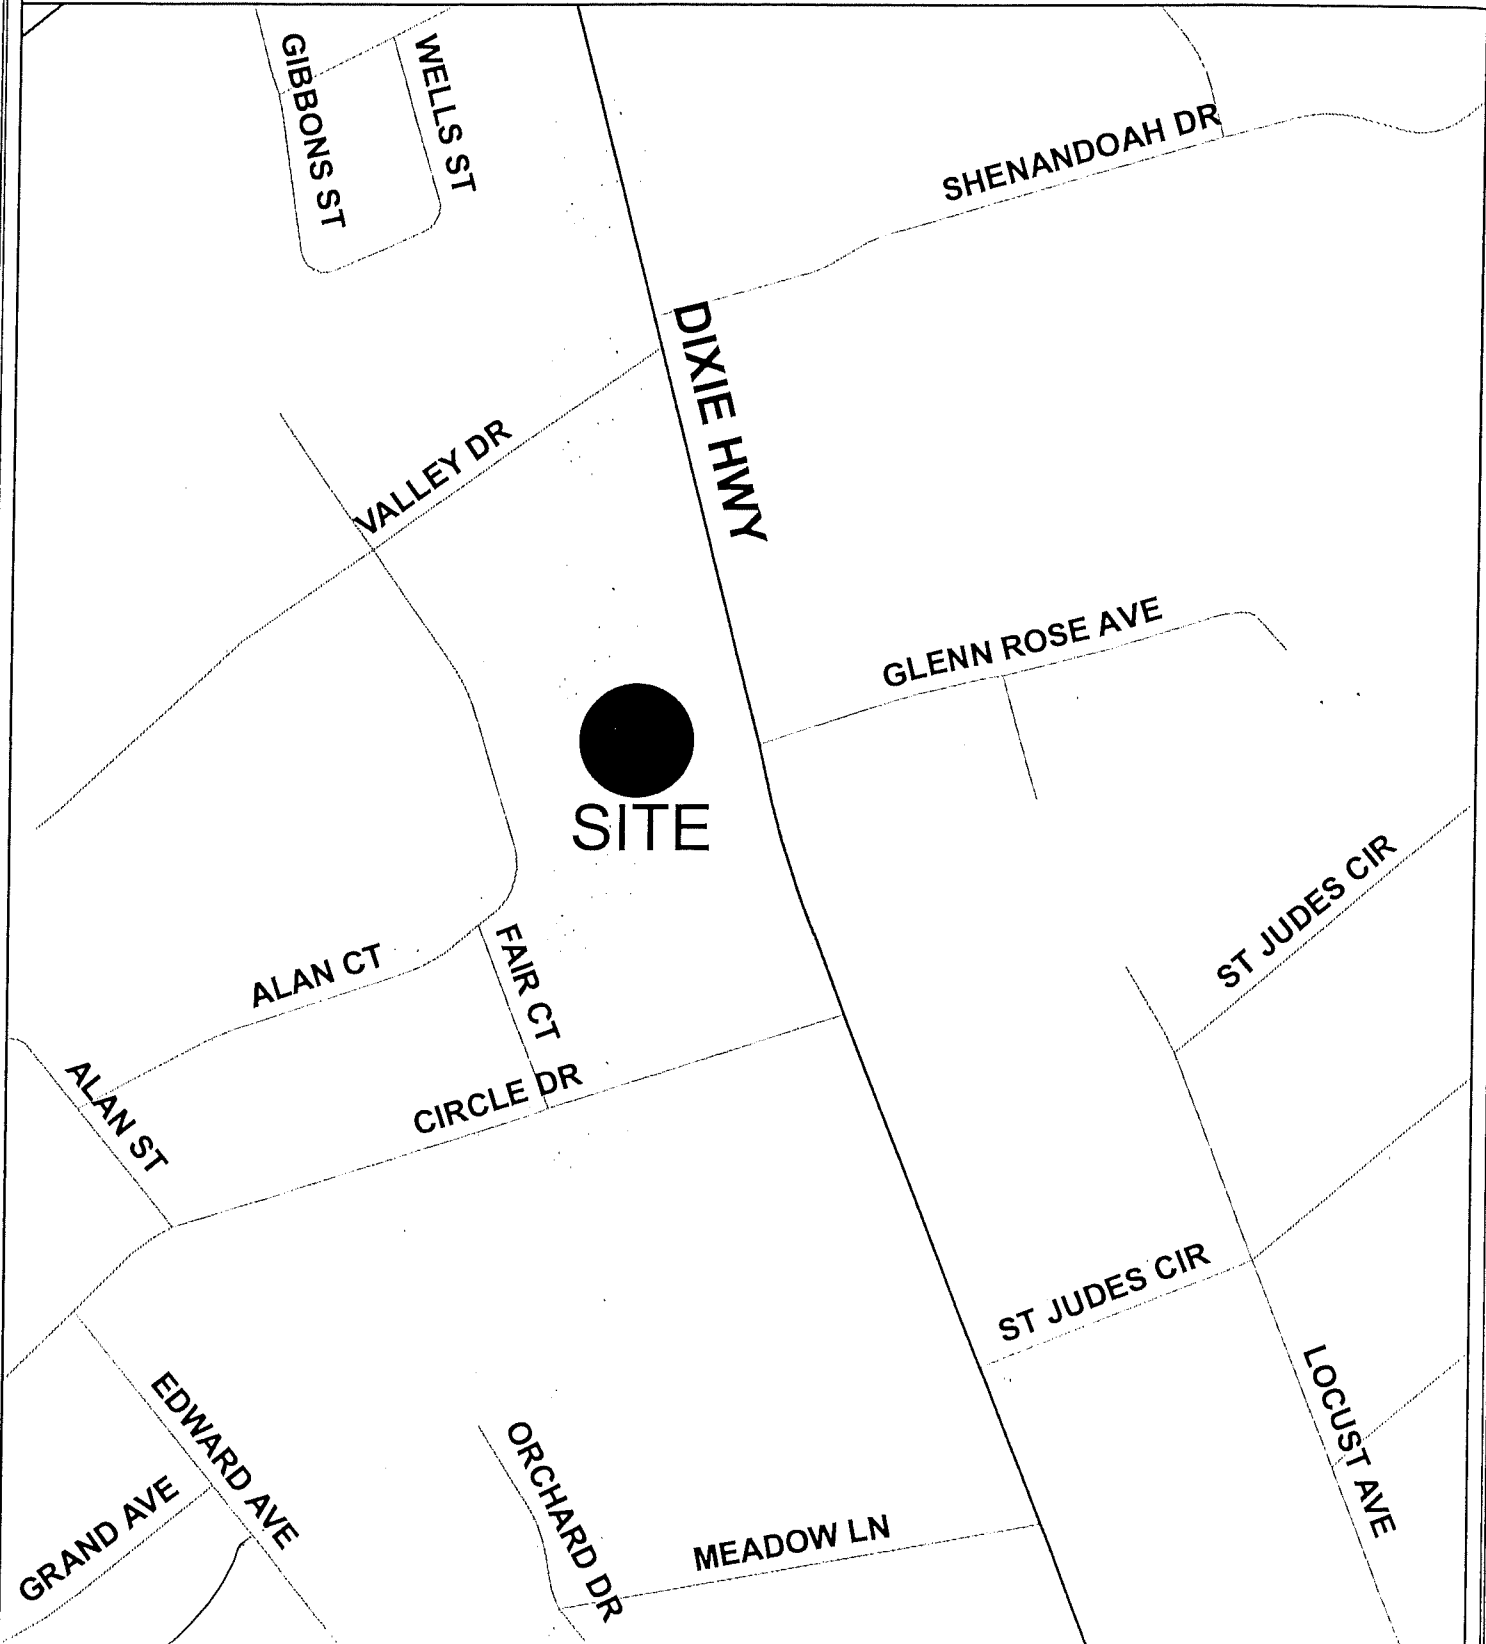 GIBBONS ST
WELLS ST
SHENANDOAH DR
DIXIE HWY
VALLEY DR
GLENN ROSE AVE
SITE
ST JUDES CIR
ALAN CT
FAIR CT
ALAN ST
CIRCLE DR
ST JUDES CIR
LOCUST AVE
EDWARD AVE
ORCHARD DR
GRAND AVE
MEADOW LN